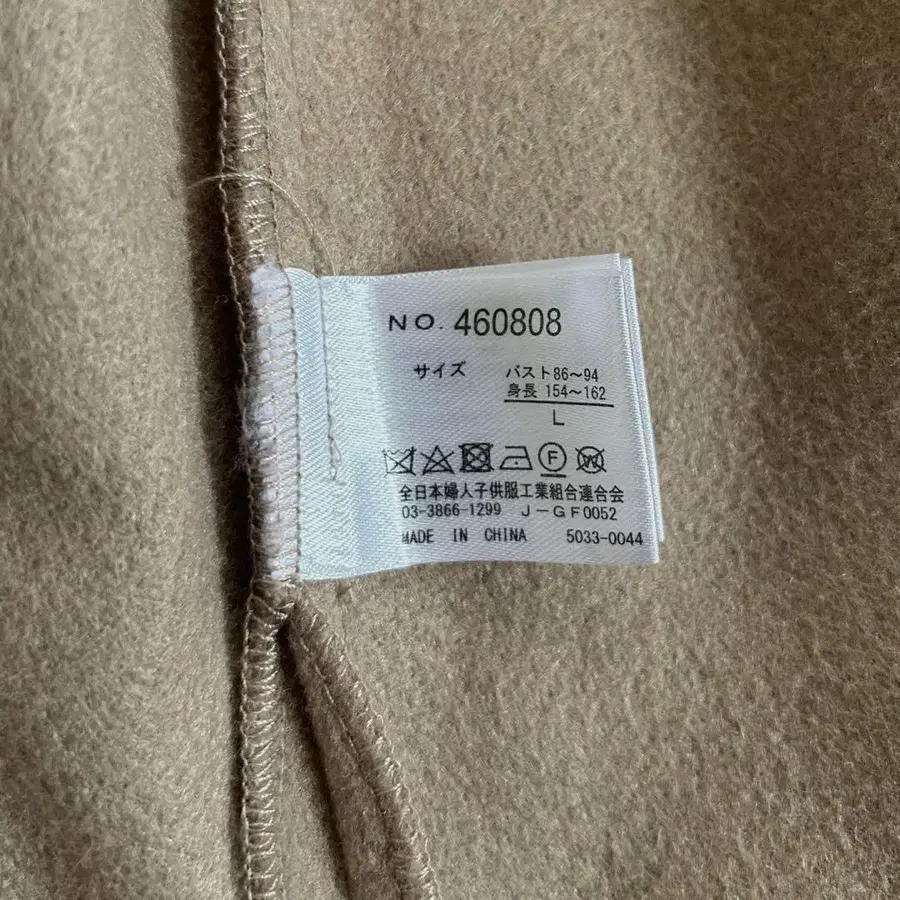 NO. 460808
サイズ バスト86〜94
身長 154〜162
L
F W
全日本婦人子供服工業組合連合会
03-3866-1299 J-GF0052
MADE IN CHINA 5033-0044